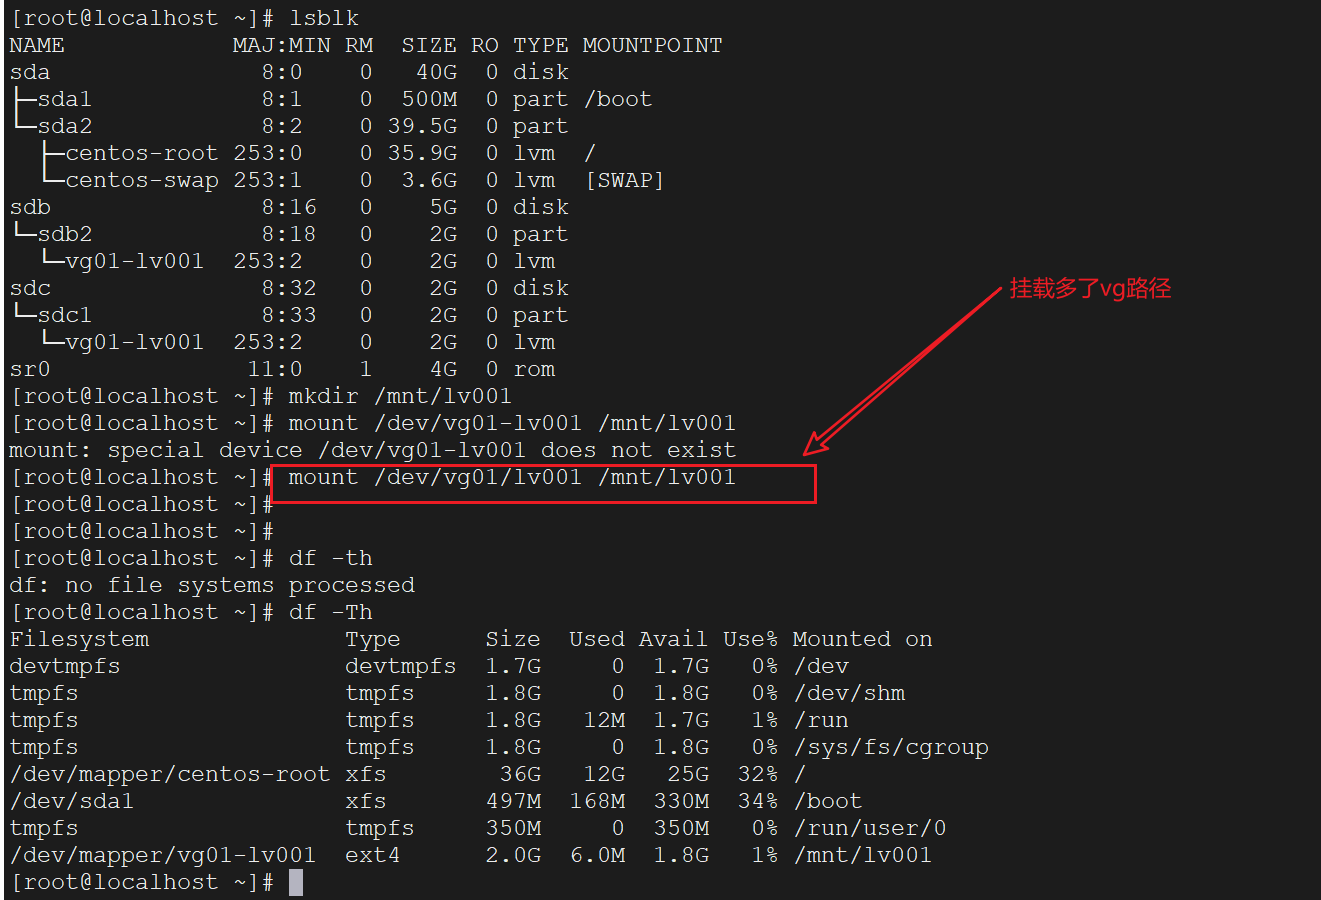 [root@localhost ~]# lsblk
NAME            MAJ:MIN RM  SIZE RO TYPE MOUNTPOINT
sda               8:0    0   40G  0 disk
├─sda1            8:1    0  500M  0 part /boot
└─sda2            8:2    0 39.5G  0 part
  ├─centos-root 253:0    0 35.9G  0 lvm  /
  └─centos-swap 253:1    0  3.6G  0 lvm  [SWAP]
sdb               8:16   0    5G  0 disk
└─sdb2            8:18   0    2G  0 part
  └─vg01-lv001  253:2    0    2G  0 lvm
sdc               8:32   0    2G  0 disk
挂载多了vg路径
└─sdc1            8:33   0    2G  0 part
  └─vg01-lv001  253:2    0    2G  0 lvm
sr0              11:0    1    4G  0 rom
[root@localhost ~]# mkdir /mnt/lv001
[root@localhost ~]# mount /dev/vg01-lv001 /mnt/lv001
mount: special device /dev/vg01-lv001 does not exist
[root@localhost ~]# mount /dev/vg01/lv001 /mnt/lv001
[root@localhost ~]#
[root@localhost ~]#
[root@localhost ~]# df -th
df: no file systems processed
[root@localhost ~]# df -Th
Filesystem              Type      Size  Used Avail Use% Mounted on
devtmpfs                devtmpfs  1.7G     0  1.7G   0% /dev
tmpfs                   tmpfs     1.8G     0  1.8G   0% /dev/shm
tmpfs                   tmpfs     1.8G   12M  1.7G   1% /run
tmpfs                   tmpfs     1.8G     0  1.8G   0% /sys/fs/cgroup
/dev/mapper/centos-root xfs        36G   12G   25G  32% /
/dev/sda1               xfs       497M  168M  330M  34% /boot
tmpfs                   tmpfs     350M     0  350M   0% /run/user/0
/dev/mapper/vg01-lv001  ext4      2.0G  6.0M  1.8G   1% /mnt/lv001
[root@localhost ~]#